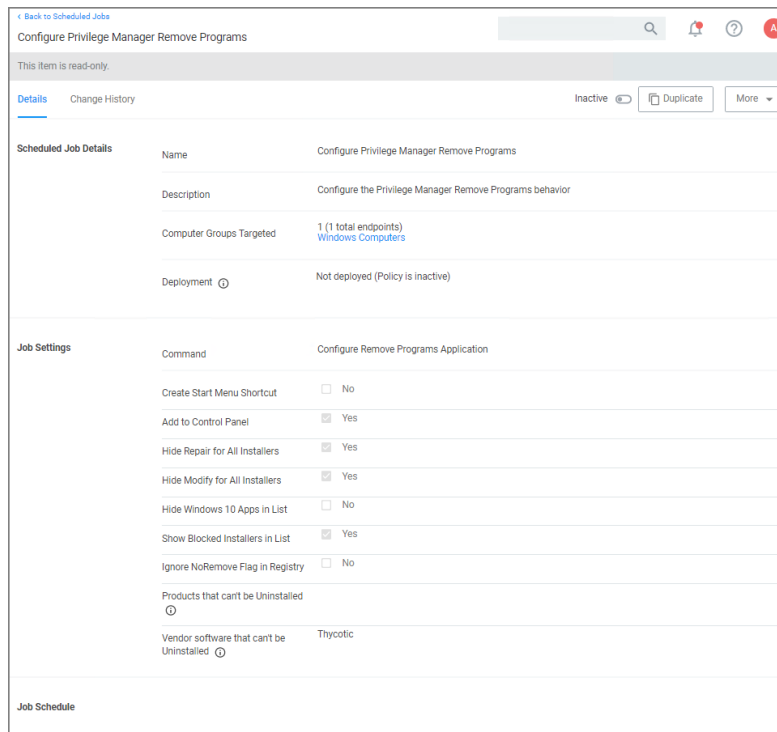 Back to Scheduled Jobs
Configure Privilege Manager Remove Programs
A
This item is read-only.
Details
Change History
Inactive
Duplicate
More
Scheduled Job Details
Name
Configure Privilege Manager Remove Programs
Description
Configure the Privilege Manager Remove Programs behavior
Computer Groups Targeted
1 (1 total endpoints)
Windows Computers
Deployment
Not deployed (Policy is inactive)
Job Settings
Command
Configure Remove Programs Application
Create Start Menu Shortcut
No
Add to Control Panel
Yes
Hide Repair for All Installers
Yes
Hide Modify for All Installers
Yes
Hide Windows 10 Apps in List
No
Show Blocked Installers in List
Yes
Ignore NoRemove Flag in Registry
No
Products that can't be Uninstalled
Vendor software that can't be
Uninstalled
Thycotic
Job Schedule